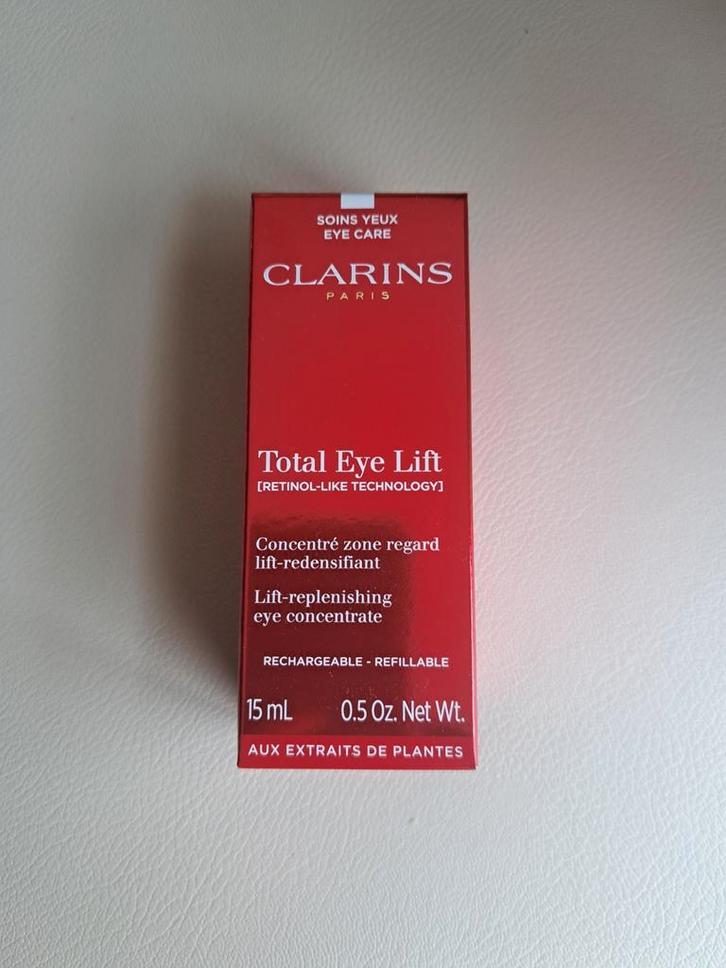 SOINS YEUX
EYE CARE
CLARINS
PARIS
Total Eye Lift
[RETINOL-LIKE TECHNOLOGY]
Concentré zone regard
lift-redensifiant
Lift-replenishing
eye concentrate
RECHARGEABLE - REFILLABLE
15 mL 0.5 Oz. Net Wt.
AUX EXTRAITS DE PLANTES